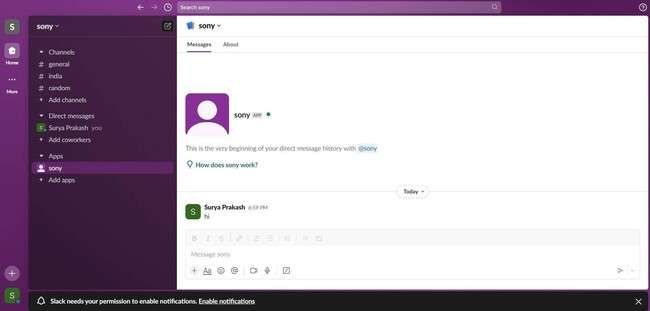 Search sony
S
Home
More
S
sony
Channels
# general
# india
# random
+ Add channels
Direct messages
Surya Prakash you
+ Add coworkers
Apps
sony
+ Add apps
sony
Messages
About
sony APP
This is the very beginning of your direct message history with @sony
How does sony work?
Today
S
Surya Prakash 6:59 PM
hi
Message sony
Aa
Slack needs your permission to enable notifications. Enable notifications